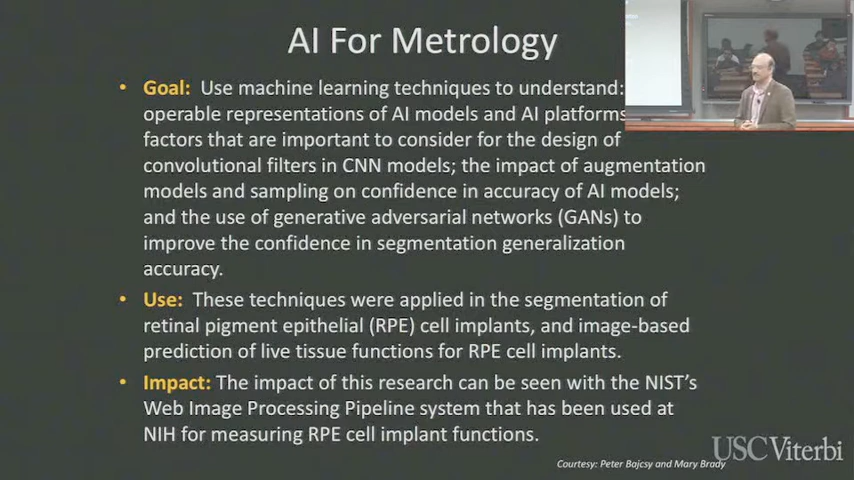 AI For Metrology
• Goal: Use machine learning techniques to understand:
operable representations of AI models and AI platforms
factors that are important to consider for the design of
convolutional filters in CNN models; the impact of augmentation
models and sampling on confidence in accuracy of AI models;
and the use of generative adversarial networks (GANs) to
improve the confidence in segmentation generalization
accuracy.
• Use: These techniques were applied in the segmentation of
retinal pigment epithelial (RPE) cell implants, and image-based
prediction of live tissue functions for RPE cell implants.
• Impact: The impact of this research can be seen with the NIST's
Web Image Processing Pipeline system that has been used at
NIH for measuring RPE cell implant functions.
USC Viterbi
Courtesy: Peter Bajcsy and Mary Brady